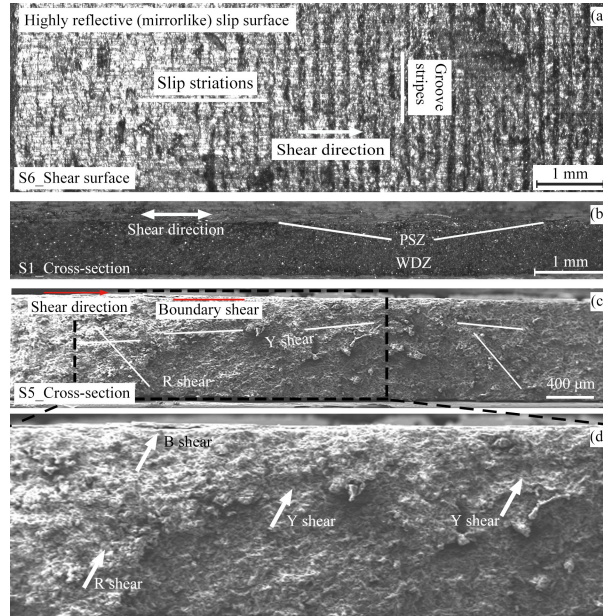 Highly reflective (mirrorlike) slip surface
(a)
Slip striations
Groove
stripes
Shear direction
S6_Shear surface
1 mm
(b)
Shear direction
PSZ
WDZ
S1_Cross-section
1 mm
(c)
Shear direction
Boundary shear
Y shear
R shear
S5_Cross-section
400 μm
(d)
B shear
Y shear
Y shear
R shear